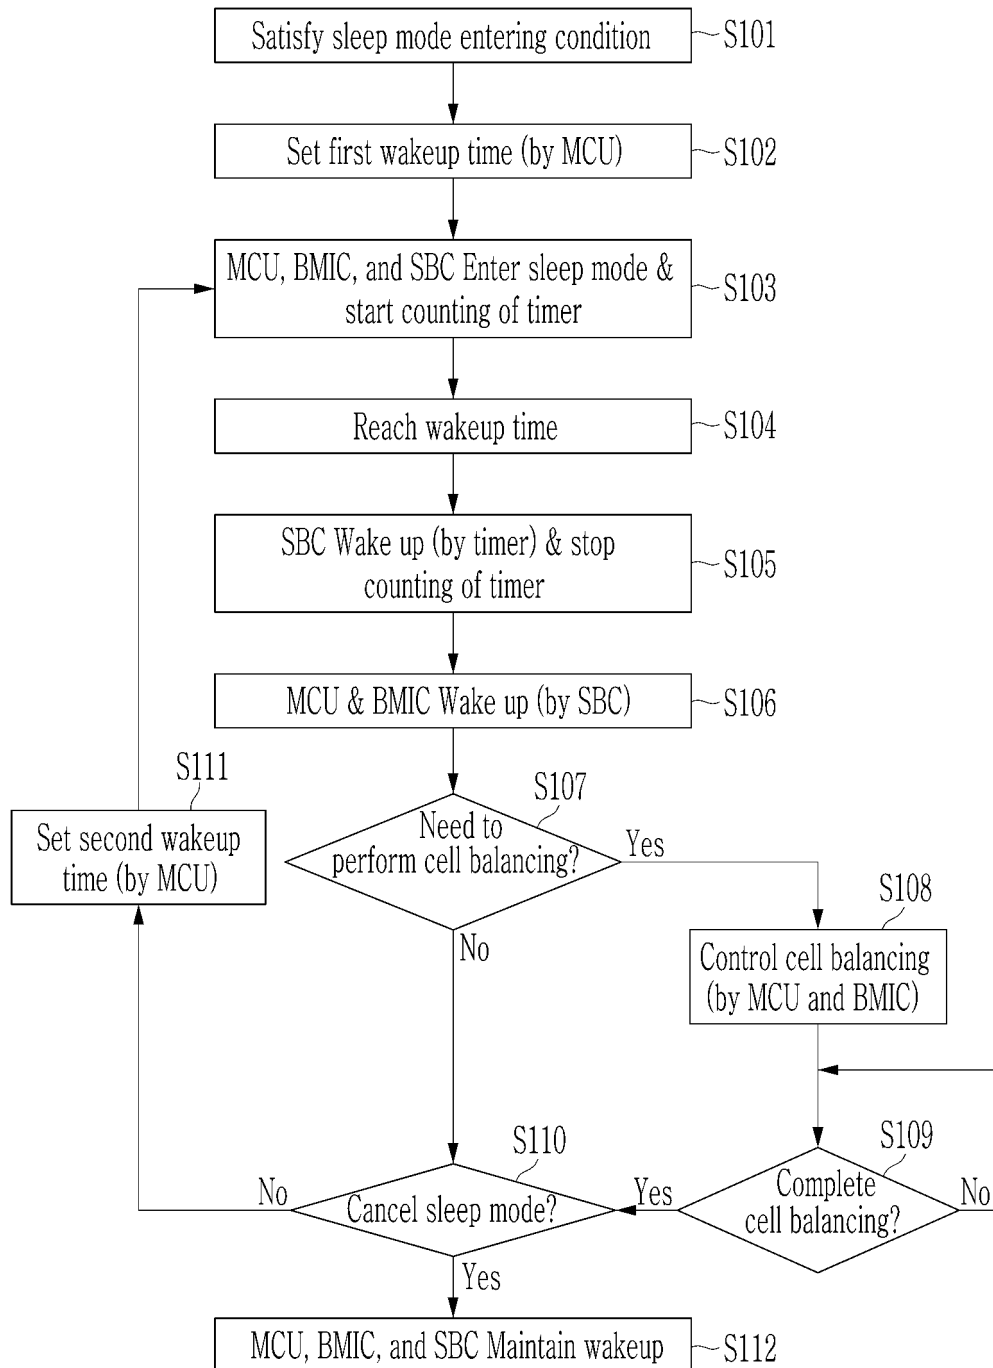 Satisfy sleep mode entering condition
S101
Set first wakeup time (by MCU)
S102
MCU, BMIC, and SBC Enter sleep mode &
start counting of timer
S103
Reach wakeup time
S104
SBC Wake up (by timer) & stop
counting of timer
S105
MCU & BMIC Wake up (by SBC)
S106
S111
Set second wakeup
time (by MCU)
S107
Need to
perform cell balancing?
Yes
No
S108
Control cell balancing
(by MCU and BMIC)
S109
Complete
cell balancing?
No
Yes
S110
Cancel sleep mode?
No
Yes
MCU, BMIC, and SBC Maintain wakeup
S112